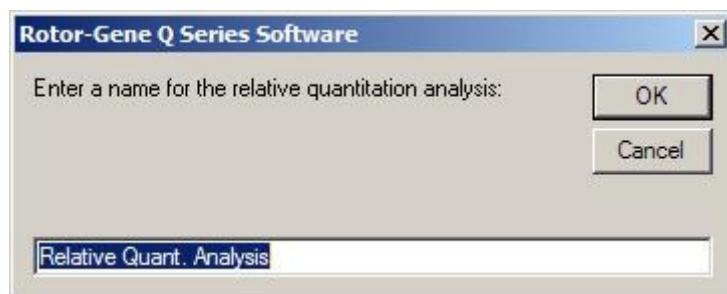 Rotor-Gene Q Series Software
Enter a name for the relative quantitation analysis:
OK
Cancel
Relative Quant. Analysis